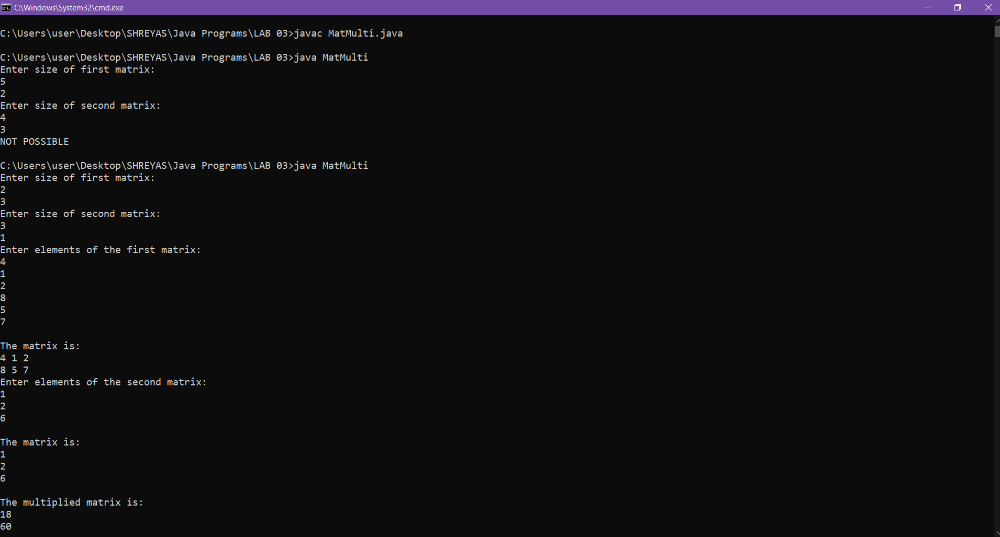 C:\Windows\System32\cmd.exe
C:\Users\user\Desktop\SHREYAS\Java Programs\LAB 03>javac MatMulti.java
C:\Users\user\Desktop\SHREYAS\Java Programs\LAB 03>java MatMulti
Enter size of first matrix:
5
2
Enter size of second matrix:
4
3
NOT POSSIBLE
C:\Users\user\Desktop\SHREYAS\Java Programs\LAB 03>java MatMulti
Enter size of first matrix:
2
3
Enter size of second matrix:
3
1
Enter elements of the first matrix:
4
1
2
8
5
7
The matrix is:
4 1 2
8 5 7
Enter elements of the second matrix:
1
2
6
The matrix is:
1
2
6
The multiplied matrix is:
18
60